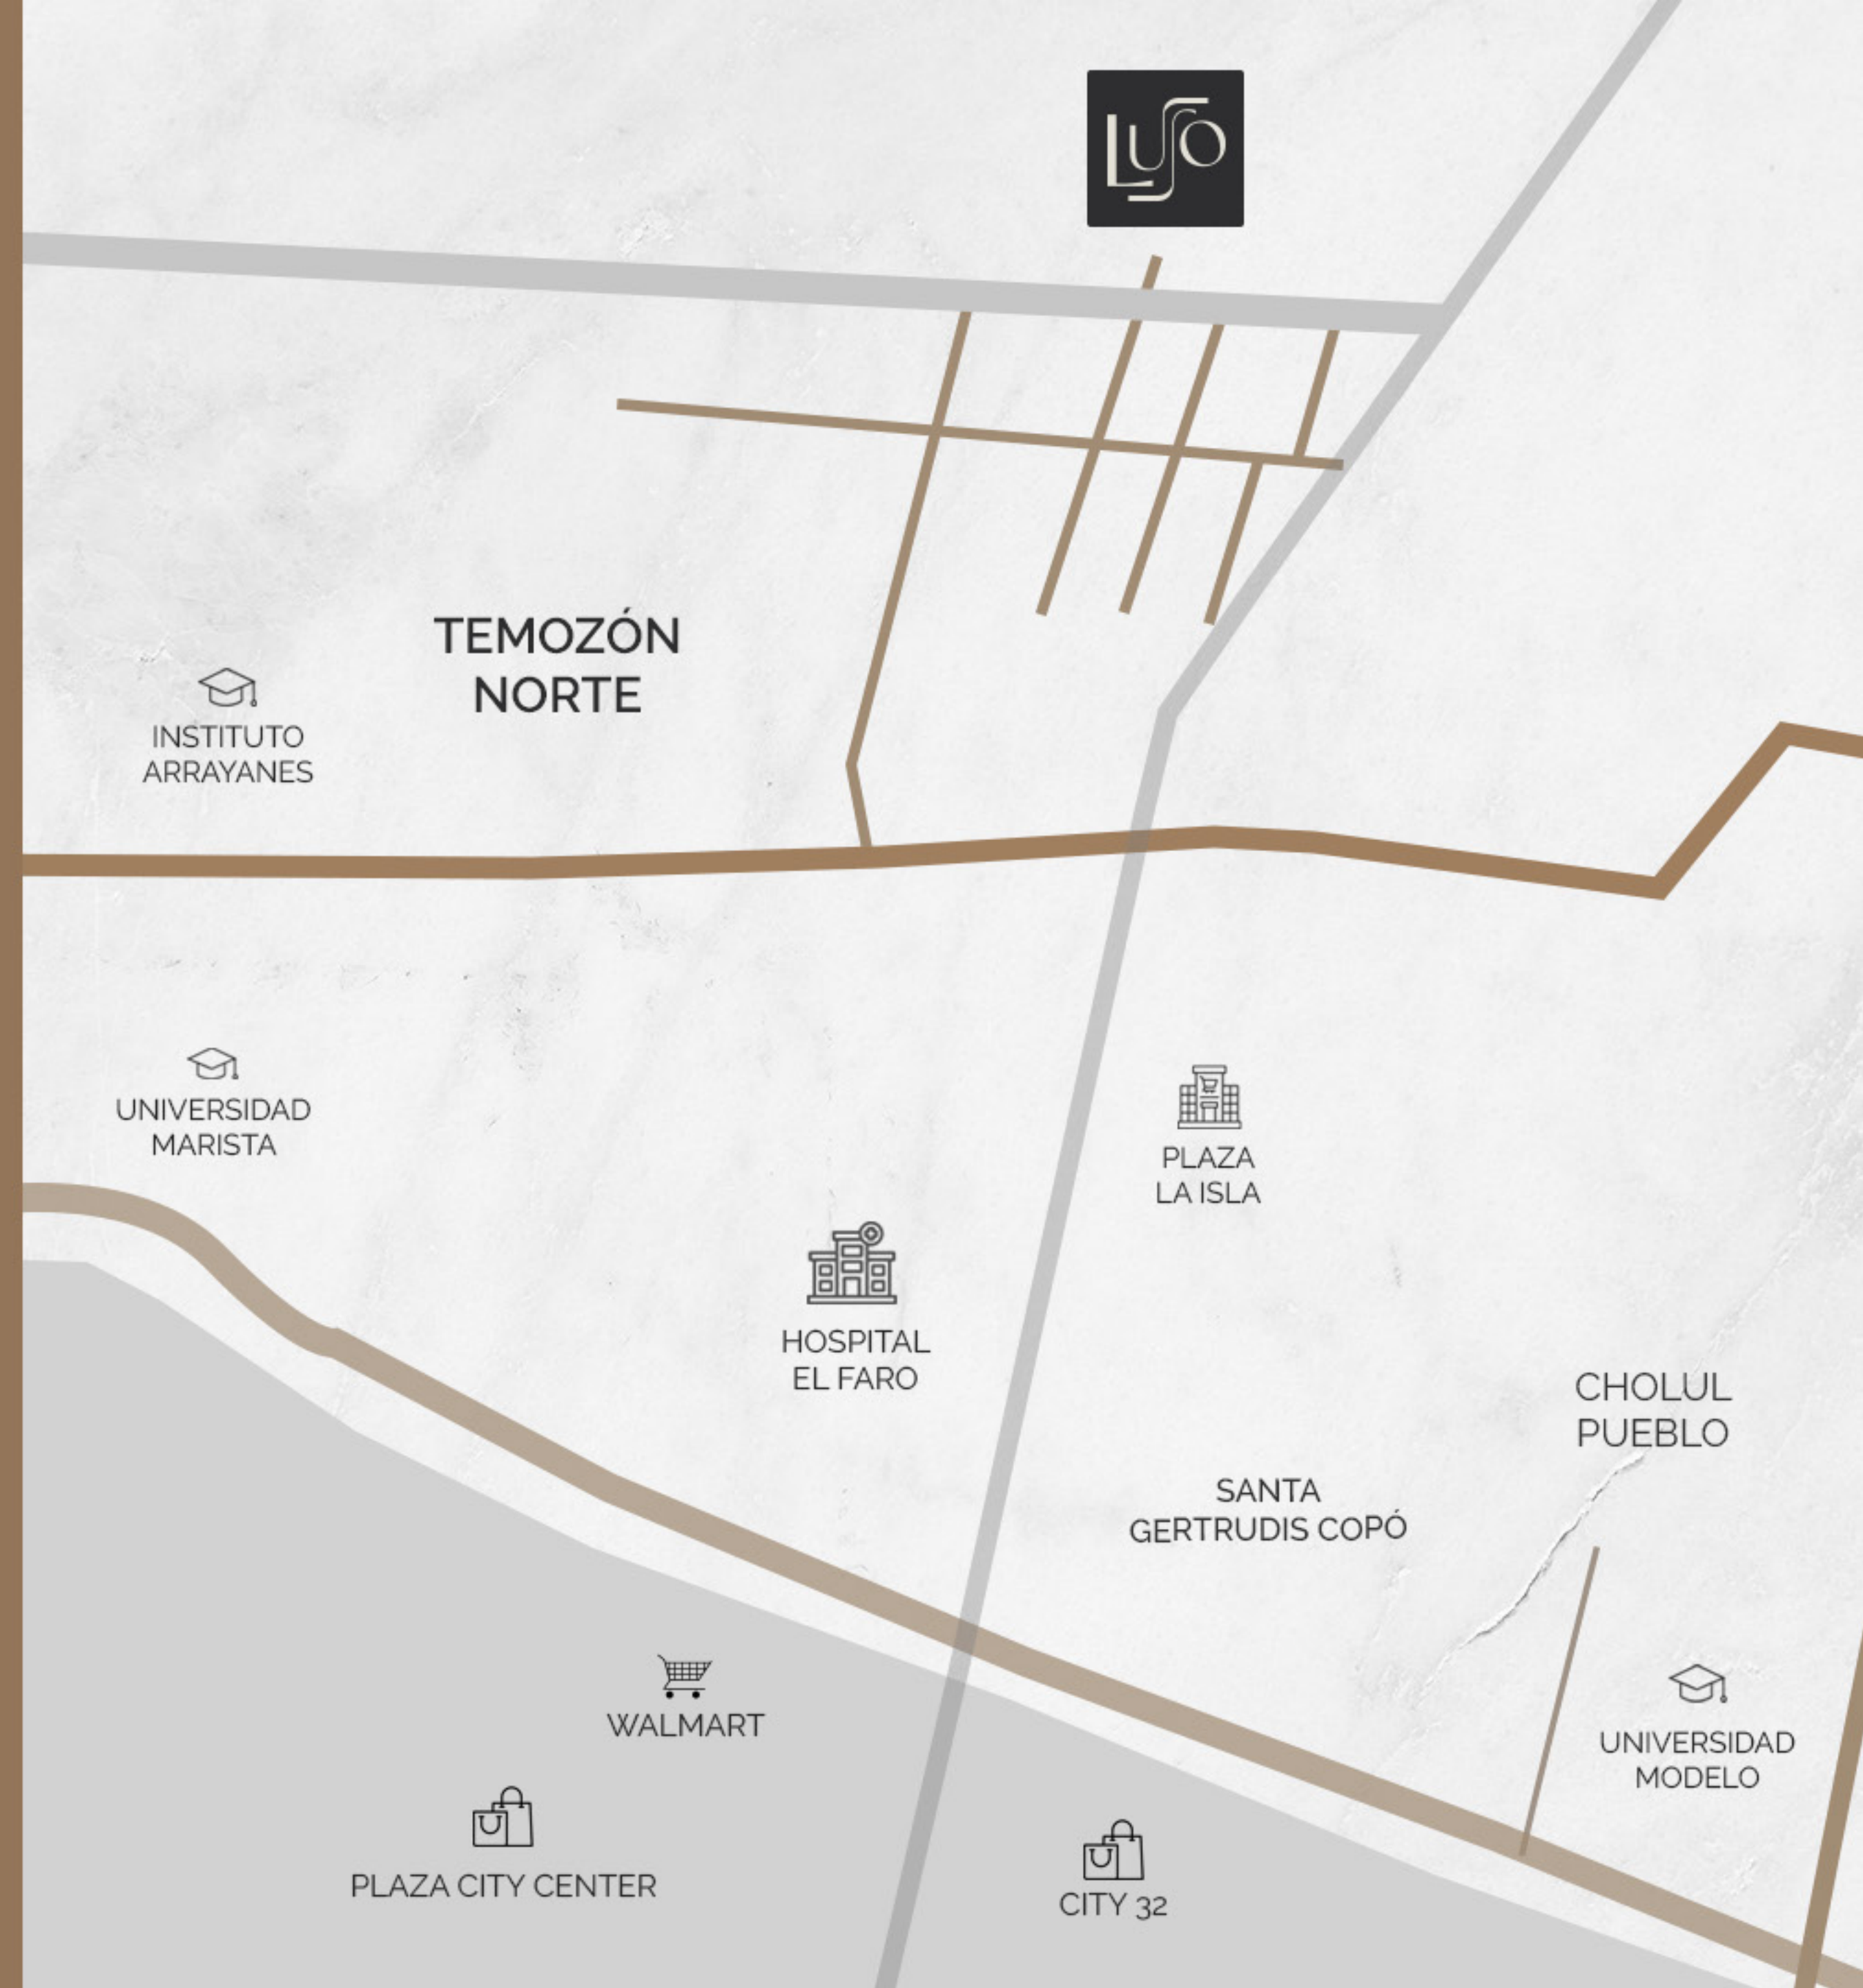 LUSO
TEMOZÓN
NORTE
INSTITUTO
ARRAYANES
UNIVERSIDAD
MARISTA
PLAZA
LA ISLA
HOSPITAL
EL FARO
CHOLUL
PUEBLO
SANTA
GERTRUDIS COPÓ
WALMART
UNIVERSIDAD
MODELO
PLAZA CITY CENTER
CITY 32